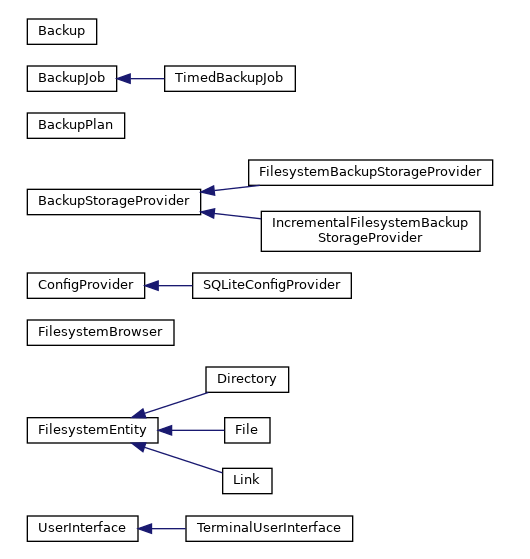 Backup
BackupJob
TimedBackupJob
BackupPlan
FilesystemBackupStorageProvider
BackupStorageProvider
IncrementalFilesystemBackup
StorageProvider
ConfigProvider
SQLiteConfigProvider
FilesystemBrowser
Directory
FilesystemEntity
File
Link
UserInterface
TerminalUserInterface